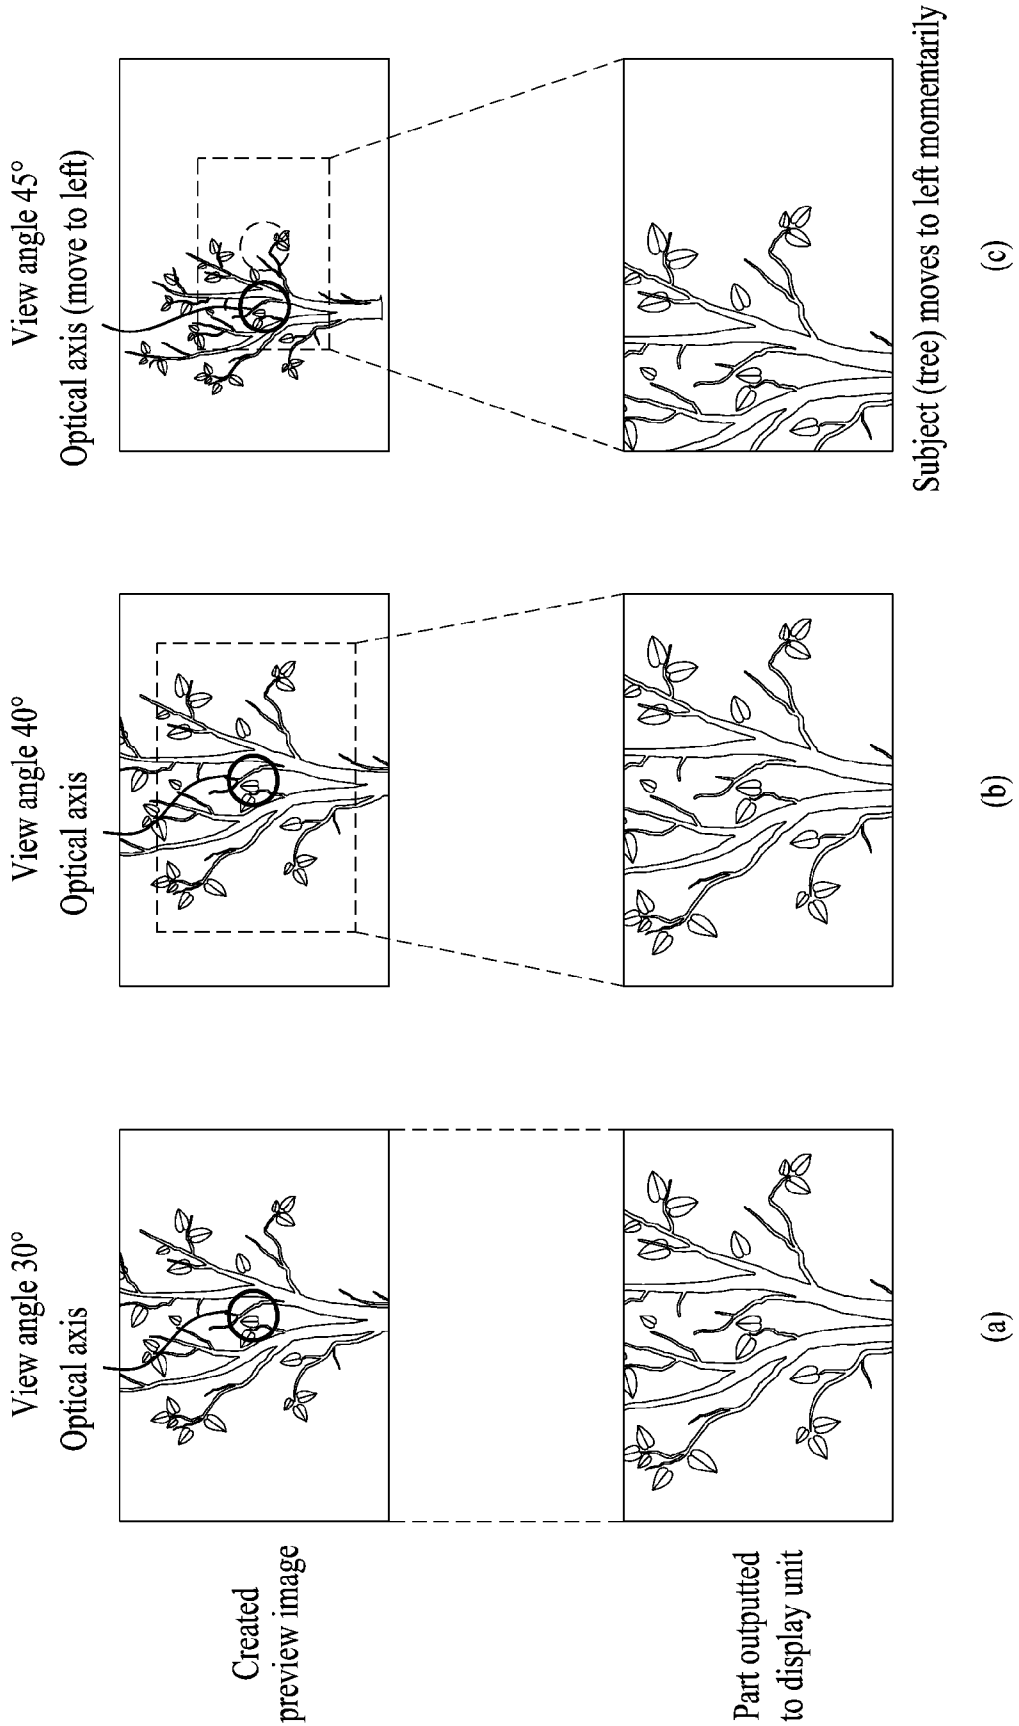 View angle 30°
Optical axis
View angle 40°
Optical axis
View angle 45°
Optical axis (move to left)
Created
preview image
Part outputted
to display unit
Subject (tree) moves to left momentarily
(a)
(b)
(c)